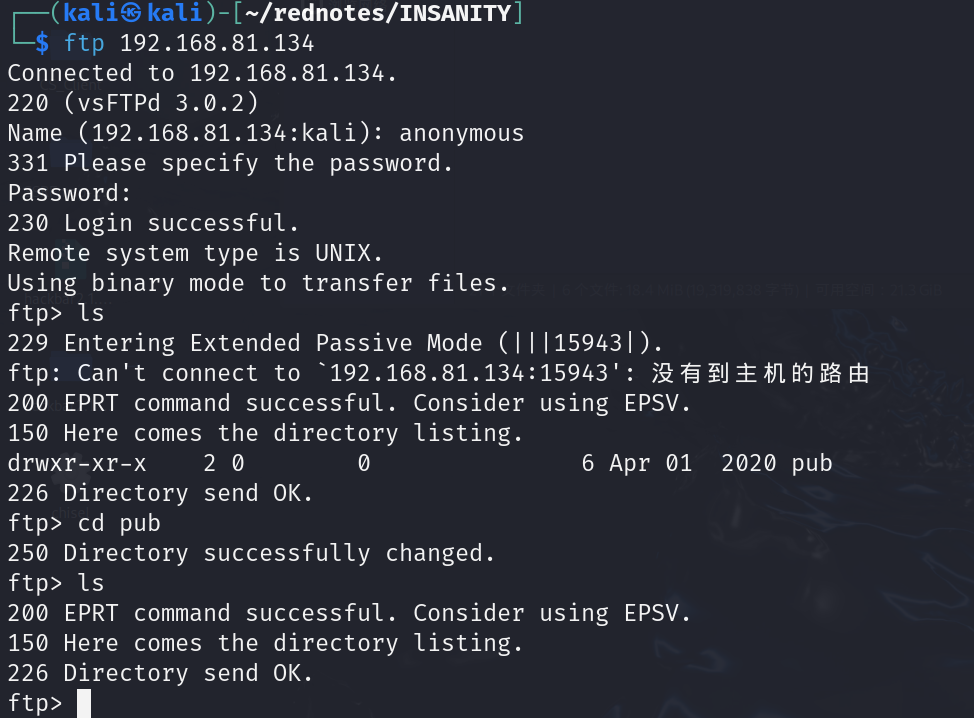 ┌──(kali㉿kali)-[~/rednotes/INSANITY]
└─$ ftp 192.168.81.134
Connected to 192.168.81.134.
220 (vsFTPd 3.0.2)
Name (192.168.81.134:kali): anonymous
331 Please specify the password.
Password:
230 Login successful.
Remote system type is UNIX.
Using binary mode to transfer files.
ftp> ls
229 Entering Extended Passive Mode (|||15943|).
ftp: Can't connect to `192.168.81.134:15943': 没有到主机的路由
200 EPRT command successful. Consider using EPSV.
150 Here comes the directory listing.
drwxr-xr-x    2 0        0               6 Apr 01  2020 pub
226 Directory send OK.
ftp> cd pub
250 Directory successfully changed.
ftp> ls
200 EPRT command successful. Consider using EPSV.
150 Here comes the directory listing.
226 Directory send OK.
ftp>